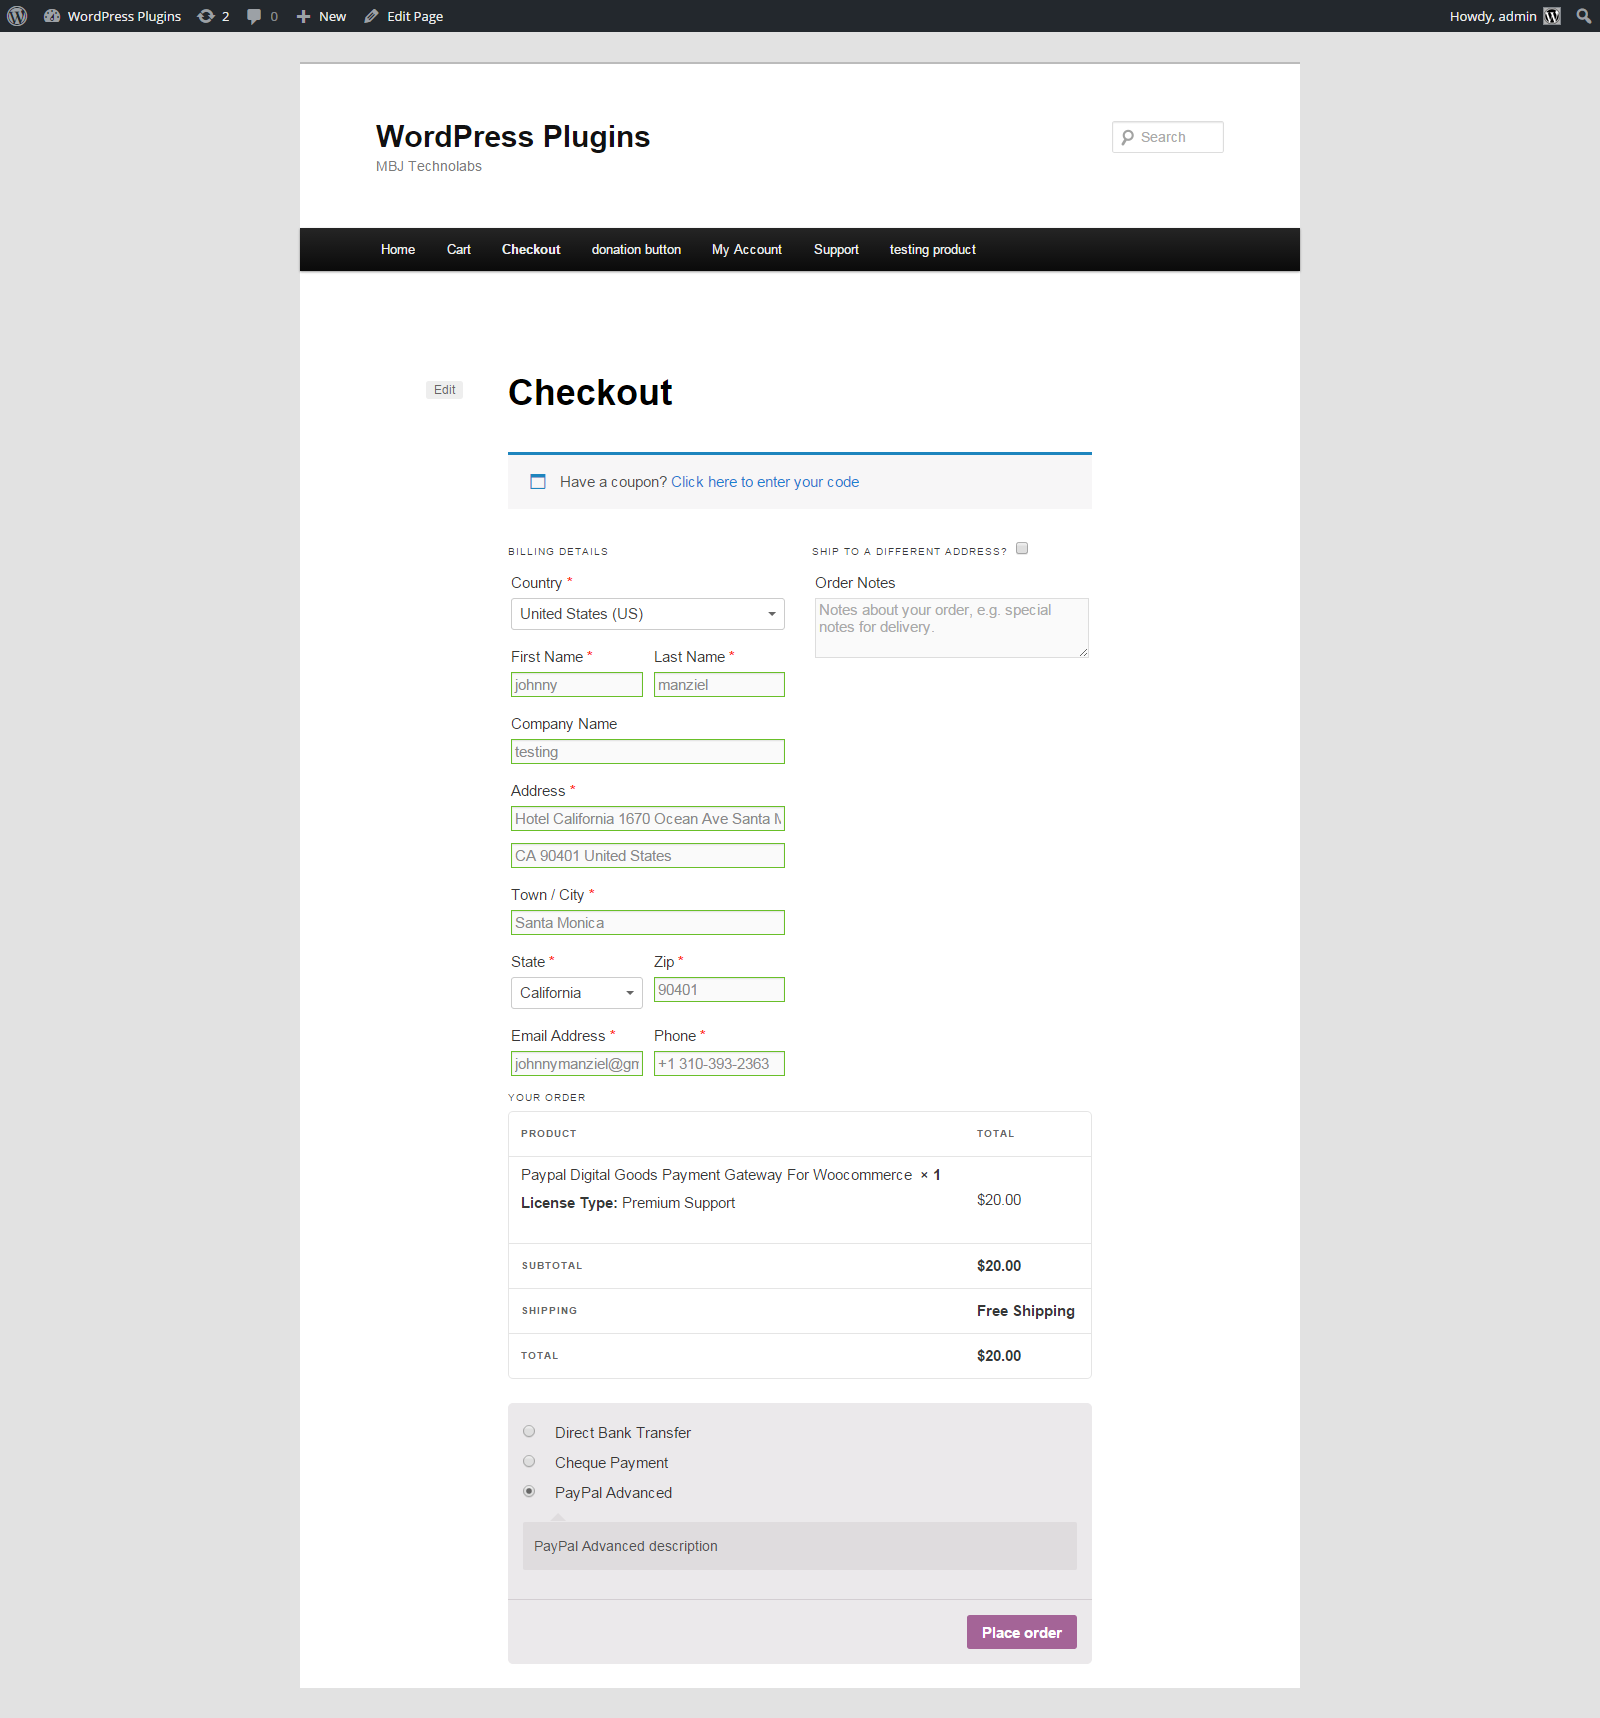 WordPress Plugins 2 0 New Edit Page Howdy, admin
WordPress Plugins
MBJ Technolabs
Search
Home Cart Checkout donation button My Account Support testing product
Edit
Checkout
Have a coupon? Click here to enter your code
BILLING DETAILS
Country *
United States (US)
First Name * Last Name *
johnny manziel
Company Name
testing
Address *
Hotel California 1670 Ocean Ave Santa M
CA 90401 United States
Town / City *
Santa Monica
State * Zip *
California 90401
Email Address * Phone *
johnnymanziel@gm +1 310-393-2363
SHIP TO A DIFFERENT ADDRESS?
Order Notes
Notes about your order, e.g. special
notes for delivery.
YOUR ORDER
PRODUCT TOTAL
Paypal Digital Goods Payment Gateway For Woocommerce × 1
License Type: Premium Support
$20.00
SUBTOTAL $20.00
SHIPPING Free Shipping
TOTAL $20.00
Direct Bank Transfer
Cheque Payment
PayPal Advanced
PayPal Advanced description
Place order